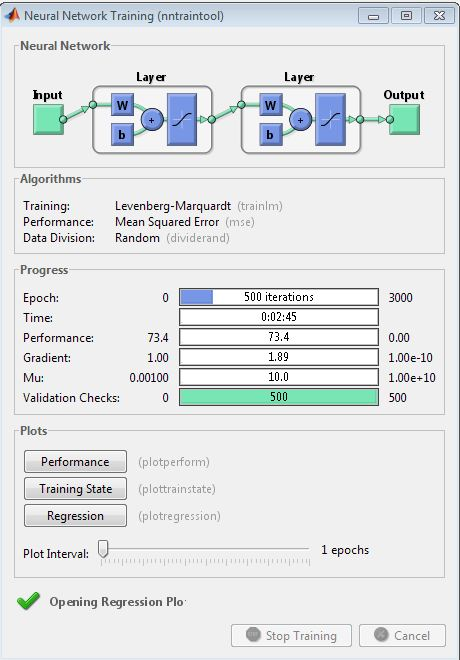 Neural Network Training (nntraintool)
Neural Network
Layer Layer
Input Output
W W
b + b +
Algorithms
Training: Levenberg-Marquardt (trainlm)
Performance: Mean Squared Error (mse)
Data Division: Random (dividerand)
Progress
Epoch: 0 500 iterations 3000
Time: 0:02:45
Performance: 73.4 73.4 0.00
Gradient: 1.00 1.89 1.00e-10
Mu: 0.00100 10.0 1.00e+10
Validation Checks: 0 500 500
Plots
Performance (plotperform)
Training State (plottrainstate)
Regression (plotregression)
Plot Interval: 1 epochs
Opening Regression Plo
Stop Training Cancel